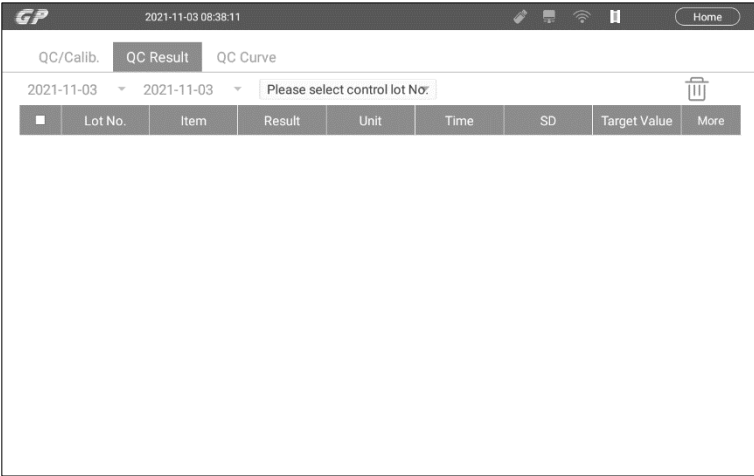 GP 2021-11-03 08:38:11 Home
QC/Calib. QC Result QC Curve
2021-11-03 2021-11-03 Please select control lot No.
Lot No. Item Result Unit Time SD Target Value More